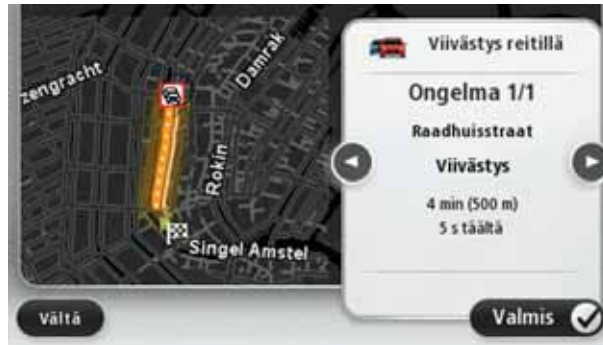 zengracht
Damrak
Rokin
Singel Amstel
Viivästys reitillä
Ongelma 1/1
Raadhuisstraat
Viivästys
4 min (500 m)
5 s täältä
Vältä
Valmis